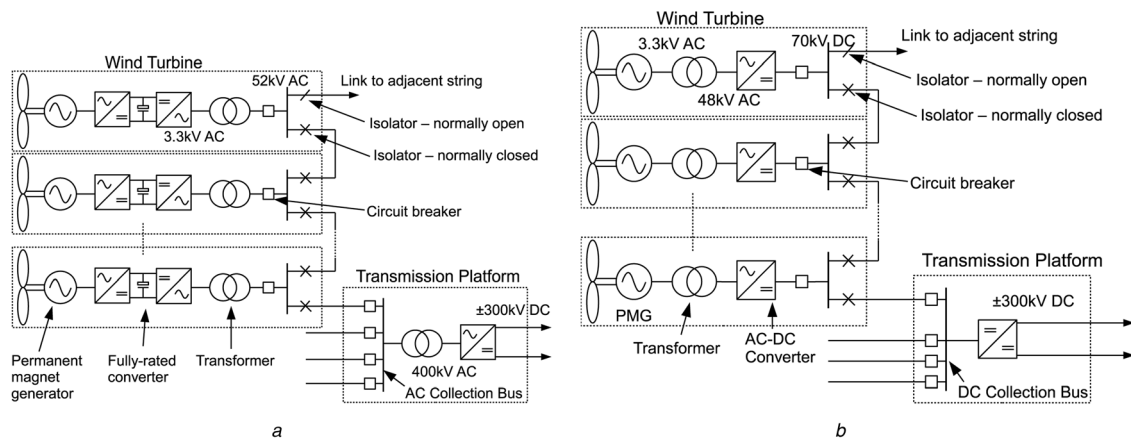 Wind Turbine
52kV AC
Link to adjacent string
Isolator – normally open
3.3kV AC
Isolator – normally closed
Circuit breaker
Transmission Platform
±300kV DC
Permanent
magnet
generator
Fully-rated
converter
Transformer
400kV AC
AC Collection Bus
a
Wind Turbine
3.3kV AC
70kV DC
Link to adjacent string
Isolator – normally open
48kV AC
Isolator – normally closed
Circuit breaker
Transmission Platform
±300kV DC
PMG
Transformer
AC-DC
Converter
DC Collection Bus
b